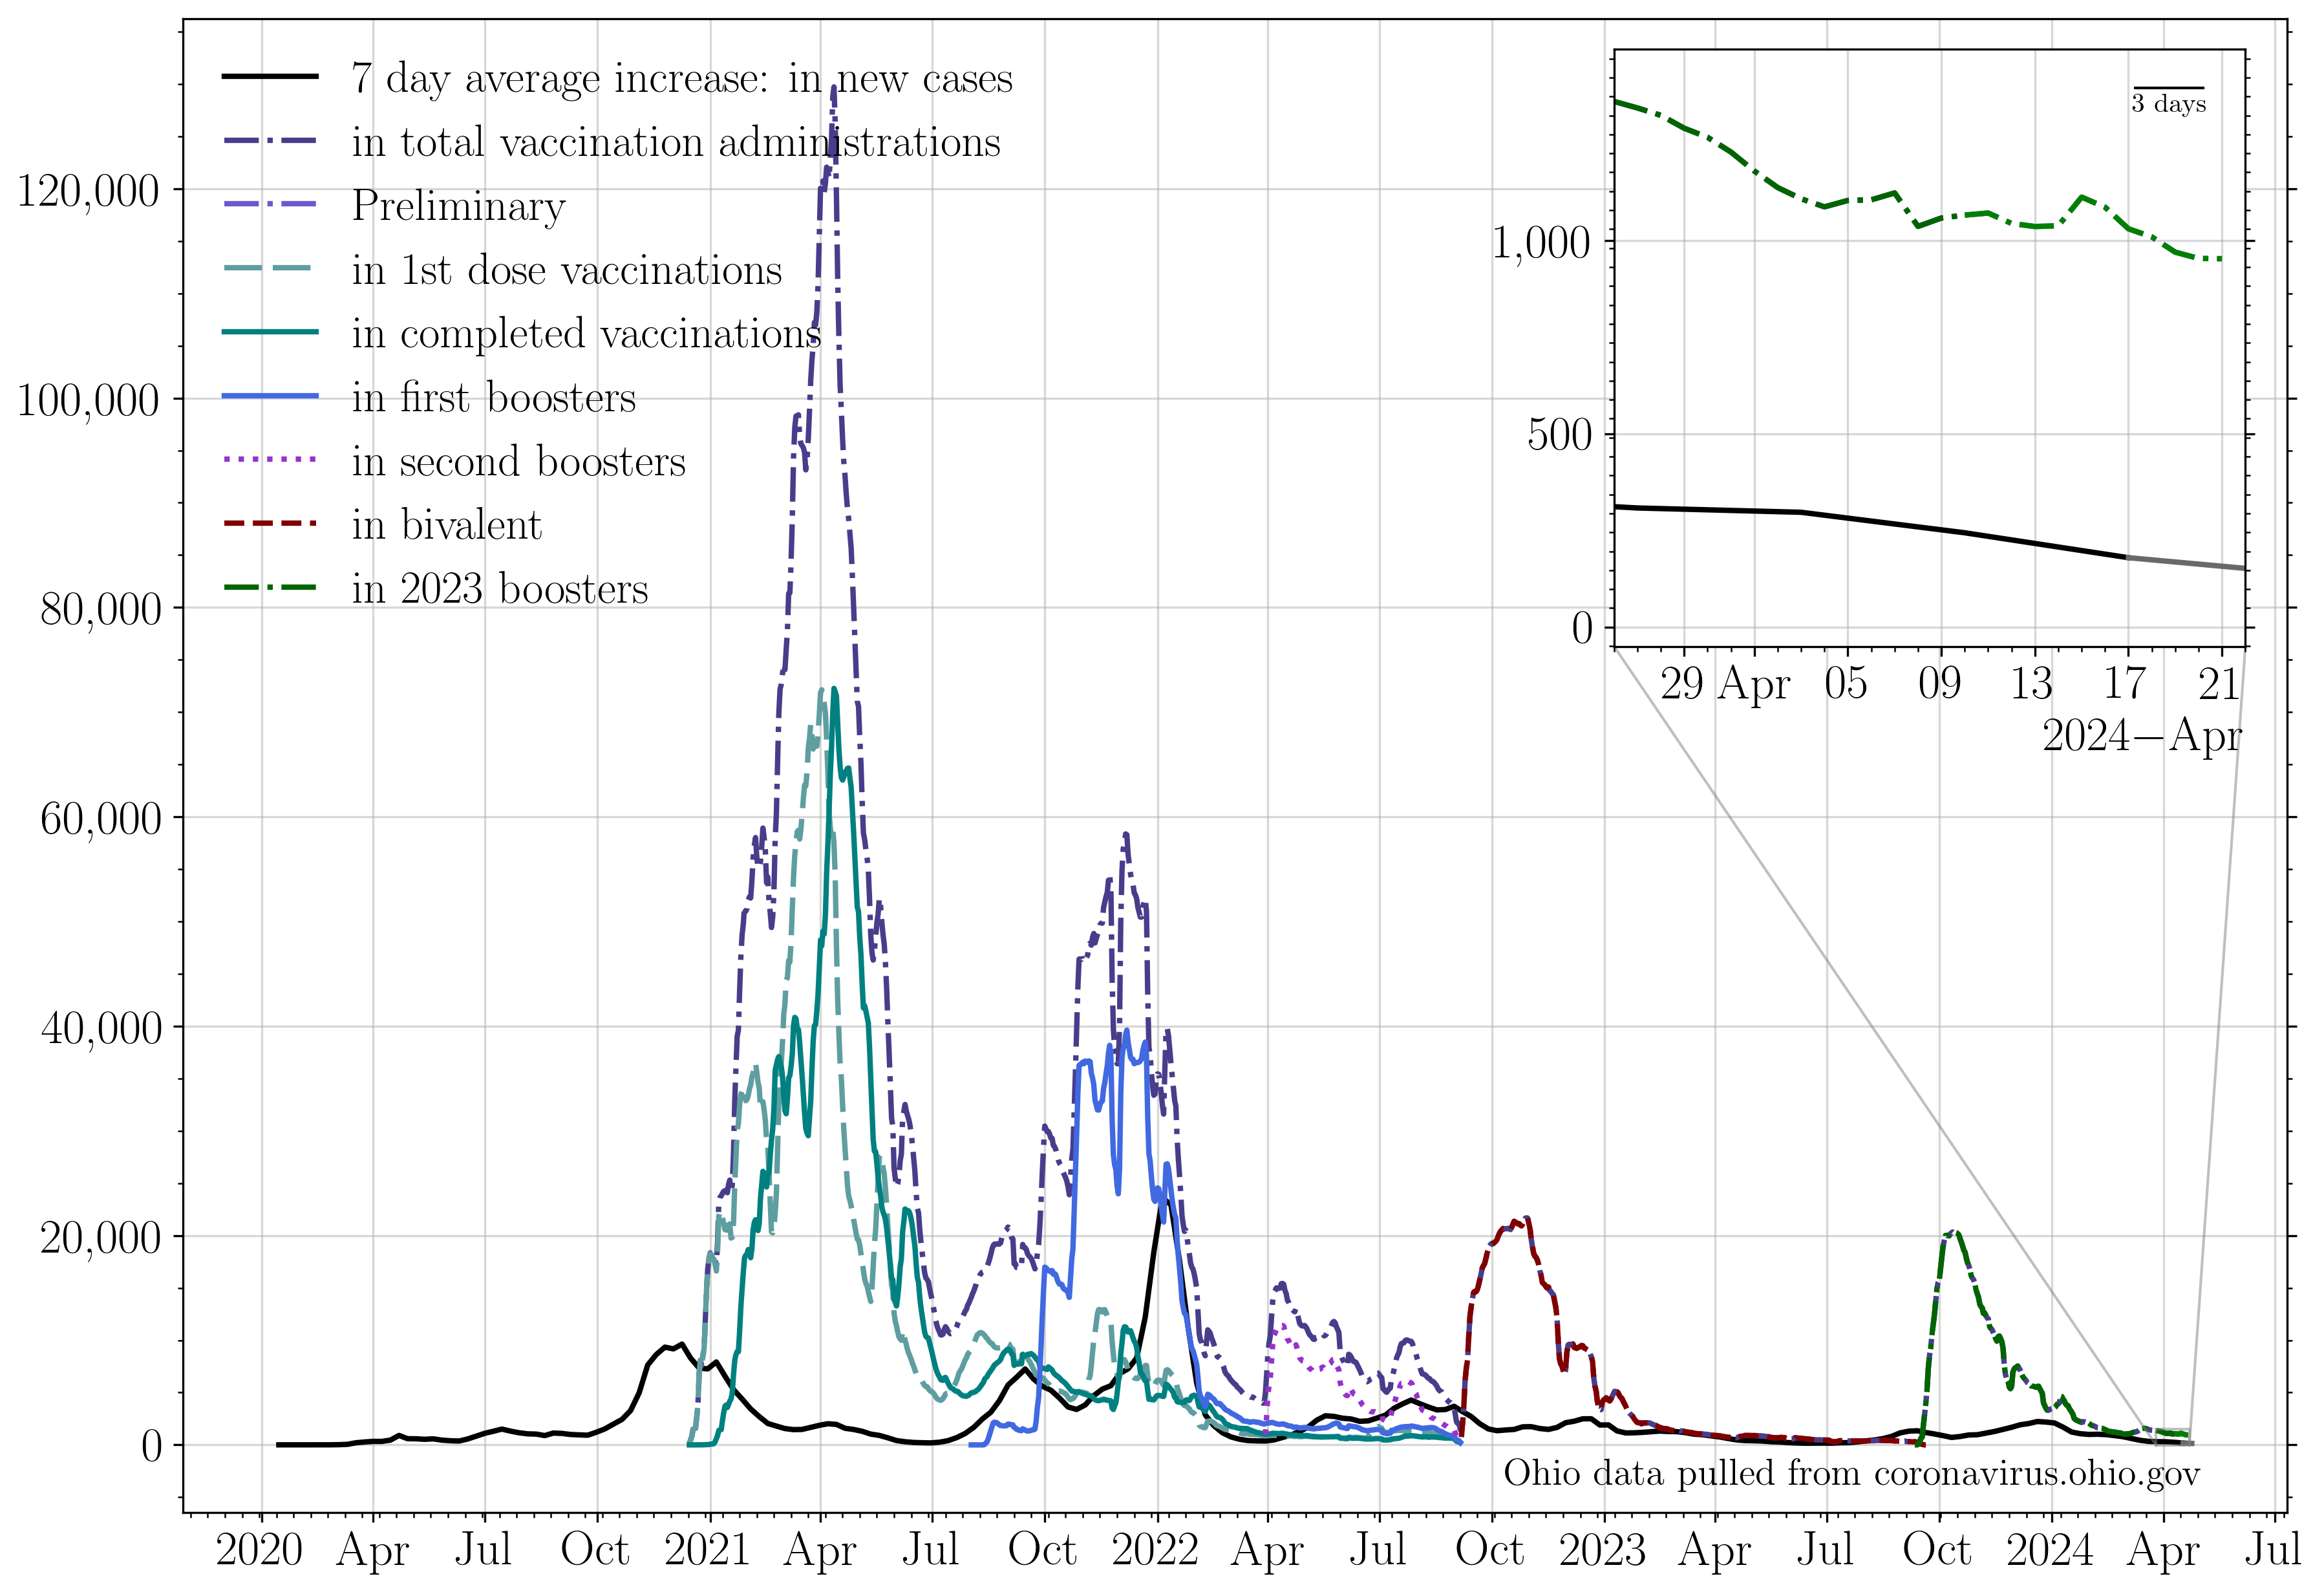 7 day average increase: in new cases
in total vaccination administrations
Preliminary
in 1st dose vaccinations
in completed vaccinations
in first boosters
in second boosters
in bivalent
in 2023 boosters
120,000
100,000
80,000
60,000
40,000
20,000
0
3 days
1,000
500
0
29 Apr 05 09 13 17 21
2024−Apr
Ohio data pulled from coronavirus.ohio.gov
2020 Apr Jul Oct 2021 Apr Jul Oct 2022 Apr Jul Oct 2023 Apr Jul Oct 2024 Apr Jul